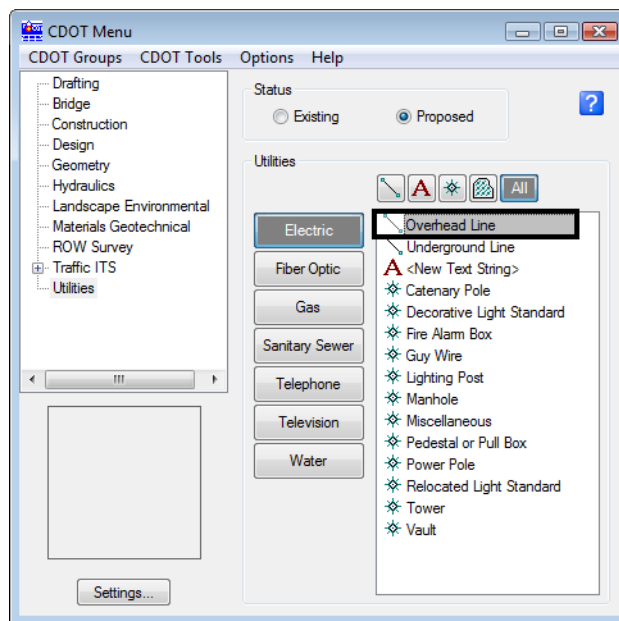 CDOT Menu
CDOT Groups CDOT Tools Options Help
Drafting
Bridge
Construction
Design
Geometry
Hydraulics
Landscape Environmental
Materials Geotechnical
ROW Survey
Traffic ITS
Utilities
Status
Existing Proposed
?
Utilities
A All
Electric
Fiber Optic
Gas
Sanitary Sewer
Telephone
Television
Water
Overhead Line
Underground Line
A <New Text String>
Catenary Pole
Decorative Light Standard
Fire Alarm Box
Guy Wire
Lighting Post
Manhole
Miscellaneous
Pedestal or Pull Box
Power Pole
Relocated Light Standard
Tower
Vault
Settings...